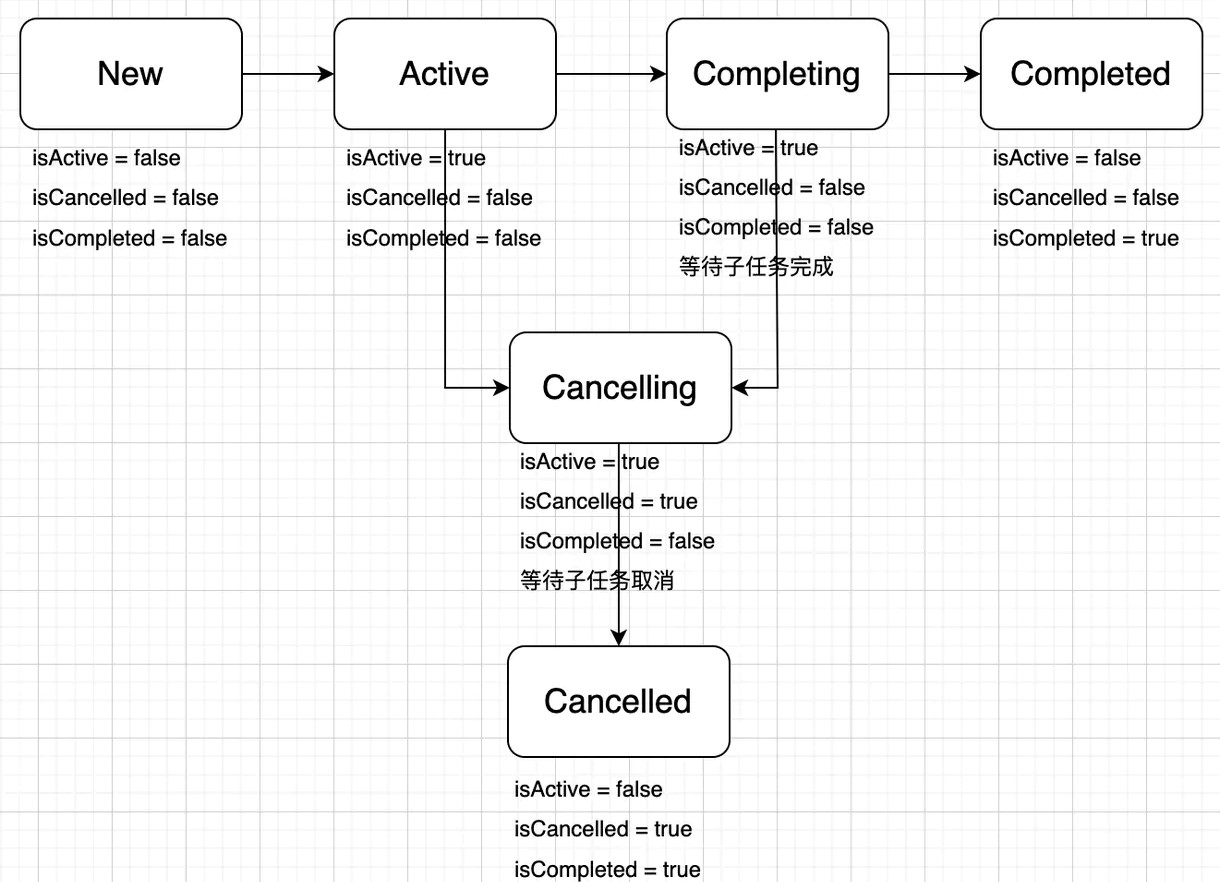 New
isActive = false
isCancelled = false
isCompleted = false
Active
isActive = true
isCancelled = false
isCompleted = false
Completing
isActive = true
isCancelled = false
isCompleted = false
等待子任务完成
Completed
isActive = false
isCancelled = false
isCompleted = true
Cancelling
isActive = true
isCancelled = true
isCompleted = false
等待子任务取消
Cancelled
isActive = false
isCancelled = true
isCompleted = true